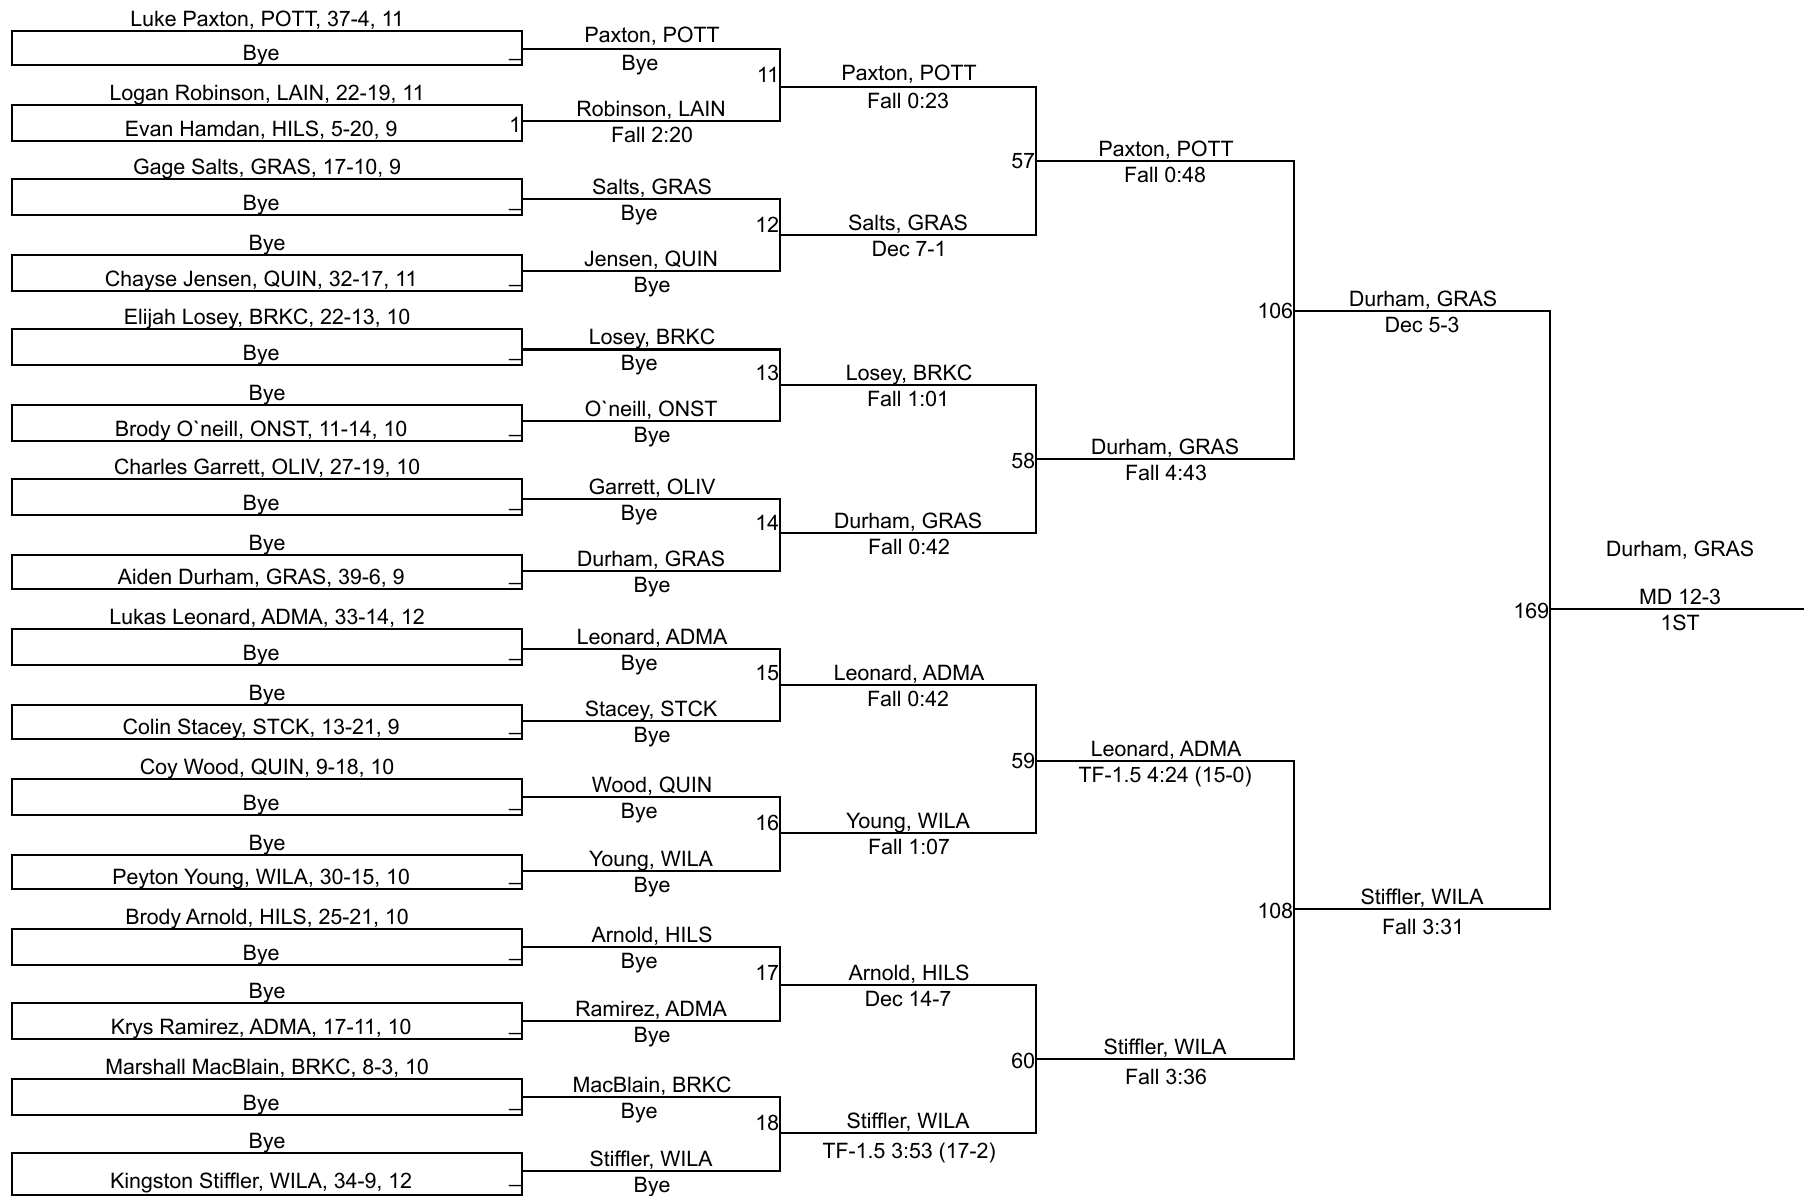 Luke Paxton, POTT, 37-4, 11
Bye
Logan Robinson, LAIN, 22-19, 11
Evan Hamdan, HILS, 5-20, 9
1
Gage Salts, GRAS, 17-10, 9
Bye
Bye
Chayse Jensen, QUIN, 32-17, 11
Elijah Losey, BRKC, 22-13, 10
Bye
Bye
Brody O`neill, ONST, 11-14, 10
Charles Garrett, OLIV, 27-19, 10
Bye
Bye
Aiden Durham, GRAS, 39-6, 9
Lukas Leonard, ADMA, 33-14, 12
Bye
Bye
Colin Stacey, STCK, 13-21, 9
Coy Wood, QUIN, 9-18, 10
Bye
Bye
Peyton Young, WILA, 30-15, 10
Brody Arnold, HILS, 25-21, 10
Bye
Bye
Krys Ramirez, ADMA, 17-11, 10
Marshall MacBlain, BRKC, 8-3, 10
Bye
Bye
Kingston Stiffler, WILA, 34-9, 12
Paxton, POTT
Bye
11
Robinson, LAIN
Fall 2:20
Salts, GRAS
Bye
12
Jensen, QUIN
Bye
Losey, BRKC
Bye
13
O`neill, ONST
Bye
Garrett, OLIV
Bye
14
Durham, GRAS
Bye
Leonard, ADMA
Bye
15
Stacey, STCK
Bye
Wood, QUIN
Bye
16
Young, WILA
Bye
Arnold, HILS
Bye
17
Ramirez, ADMA
Bye
MacBlain, BRKC
Bye
18
Stiffler, WILA
Bye
Paxton, POTT
Fall 0:23
57
Salts, GRAS
Dec 7-1
Losey, BRKC
Fall 1:01
58
Durham, GRAS
Fall 0:42
Leonard, ADMA
Fall 0:42
59
Young, WILA
Fall 1:07
Arnold, HILS
Dec 14-7
60
Stiffler, WILA
TF-1.5 3:53 (17-2)
Paxton, POTT
Fall 0:48
106
Durham, GRAS
Fall 4:43
Leonard, ADMA
TF-1.5 4:24 (15-0)
108
Stiffler, WILA
Fall 3:36
Durham, GRAS
Dec 5-3
169
Stiffler, WILA
Fall 3:31
Durham, GRAS
MD 12-3
1ST